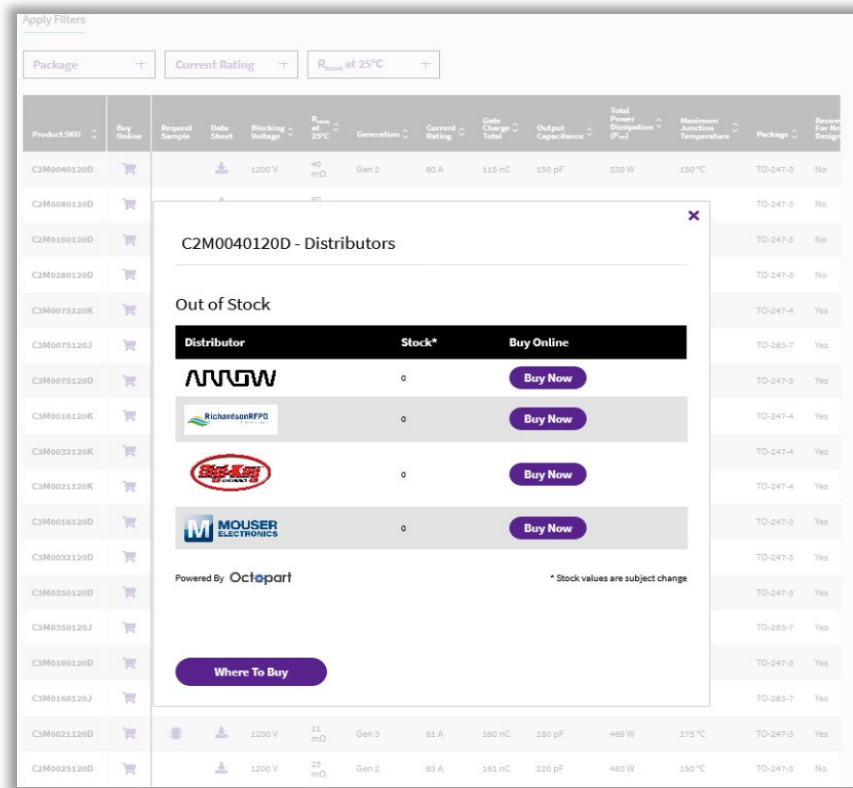 Apply Filters
Package +
Current Rating +
RDS(ON) at 25°C +
Product SKU
Buy Online
Request Sample
Data Sheet
Blocking Voltage
RDS(ON) at 25°C
Generation
Current Rating
Gate Charge Total
Output Capacitance
Total Power Dissipation (PTOT)
Maximum Junction Temperature
Package
For New Design
C2M0040120D 1200 V 40 mΩ Gen 2 60 A 115 nC 150 pF 330 W 150 °C TO-247-3 No
C2M0080120D 80 TO-247-3 No
C2M0160120D TO-247-3 No
C2M0280120D TO-247-3 No
C3M0075120K TO-247-4 Yes
C3M0075120J TO-263-7 Yes
C3M0075120D TO-247-3 Yes
C3M0016120K TO-247-4 Yes
C3M0032120K TO-247-4 Yes
C3M0021120K TO-247-4 Yes
C3M0016120D TO-247-3 Yes
C3M0032120D TO-247-3 Yes
C3M0350120D TO-247-3 Yes
C3M0350120J TO-263-7 Yes
C3M0160120D TO-247-3 Yes
C3M0160120J TO-263-7 Yes
C3M0021120D 1200 V 21 mΩ Gen 3 81 A 160 nC 180 pF 469 W 175 °C TO-247-3 Yes
C2M0025120D 1200 V 25 mΩ Gen 2 63 A 161 nC 220 pF 463 W 150 °C TO-247-3 No
×
C2M0040120D - Distributors
Out of Stock
Distributor Stock* Buy Online
ARROW 0 Buy Now
RichardsonRFPD 0 Buy Now
Digi-Key 0 Buy Now
M MOUSER ELECTRONICS 0 Buy Now
Powered By Octopart * Stock values are subject change
Where To Buy